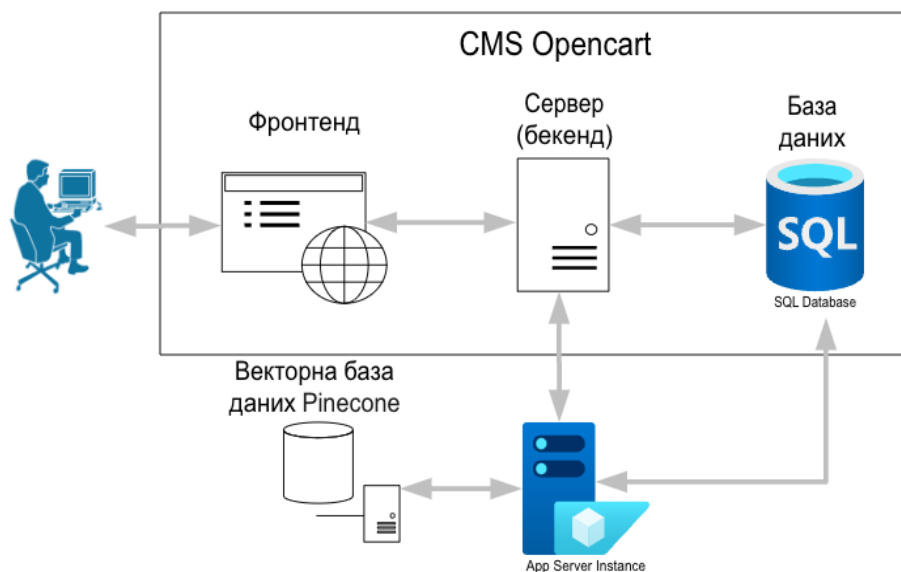 CMS Opencart
Фронтенд
Сервер
(бекенд)
База
даних
SQL
SQL Database
Векторна база
даних Pinecone
App Server Instance